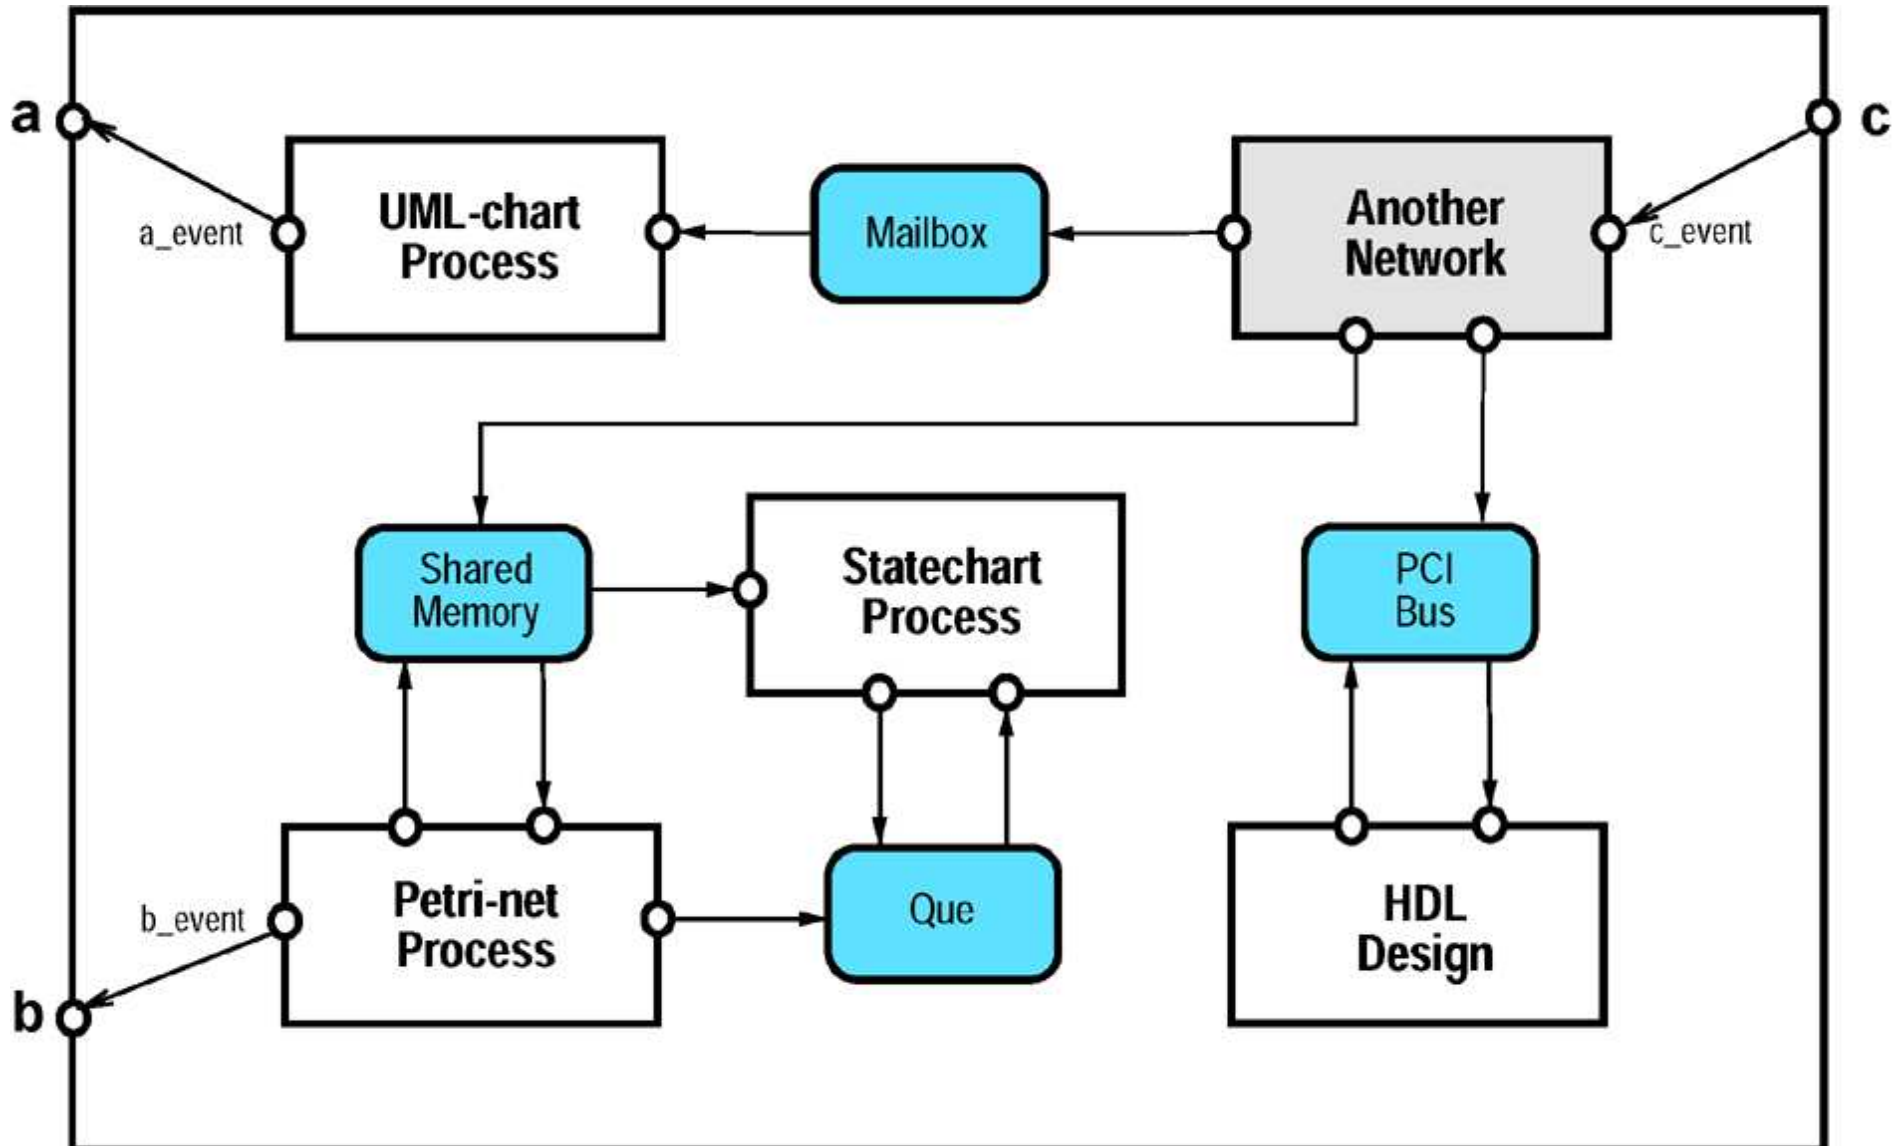 a
c
a_event
UML-chart
Process
Mailbox
Another
Network
c_event
Shared
Memory
Statechart
Process
PCI
Bus
b_event
Petri-net
Process
Que
HDL
Design
b